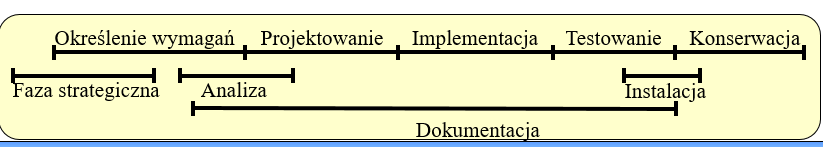 Określenie wymagań Projektowanie Implementacja Testowanie Konserwacja
Faza strategiczna Analiza Instalacja
Dokumentacja